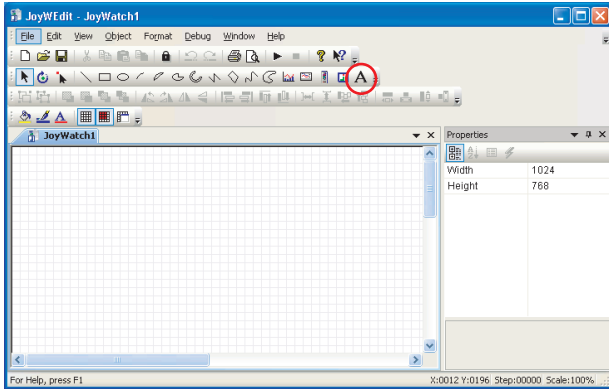 JoyWEdit - JoyWatch1
File Edit View Object Format Debug Window Help
A
A
JoyWatch1
Properties
Width 1024
Height 768
For Help, press F1
X:0012 Y:0196 Step:00000 Scale:100%